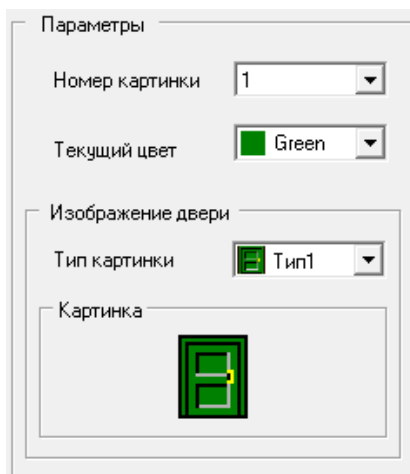 Параметры
Номер картинки 1
Текущий цвет Green
Изображение двери
Тип картинки Тип1
Картинка